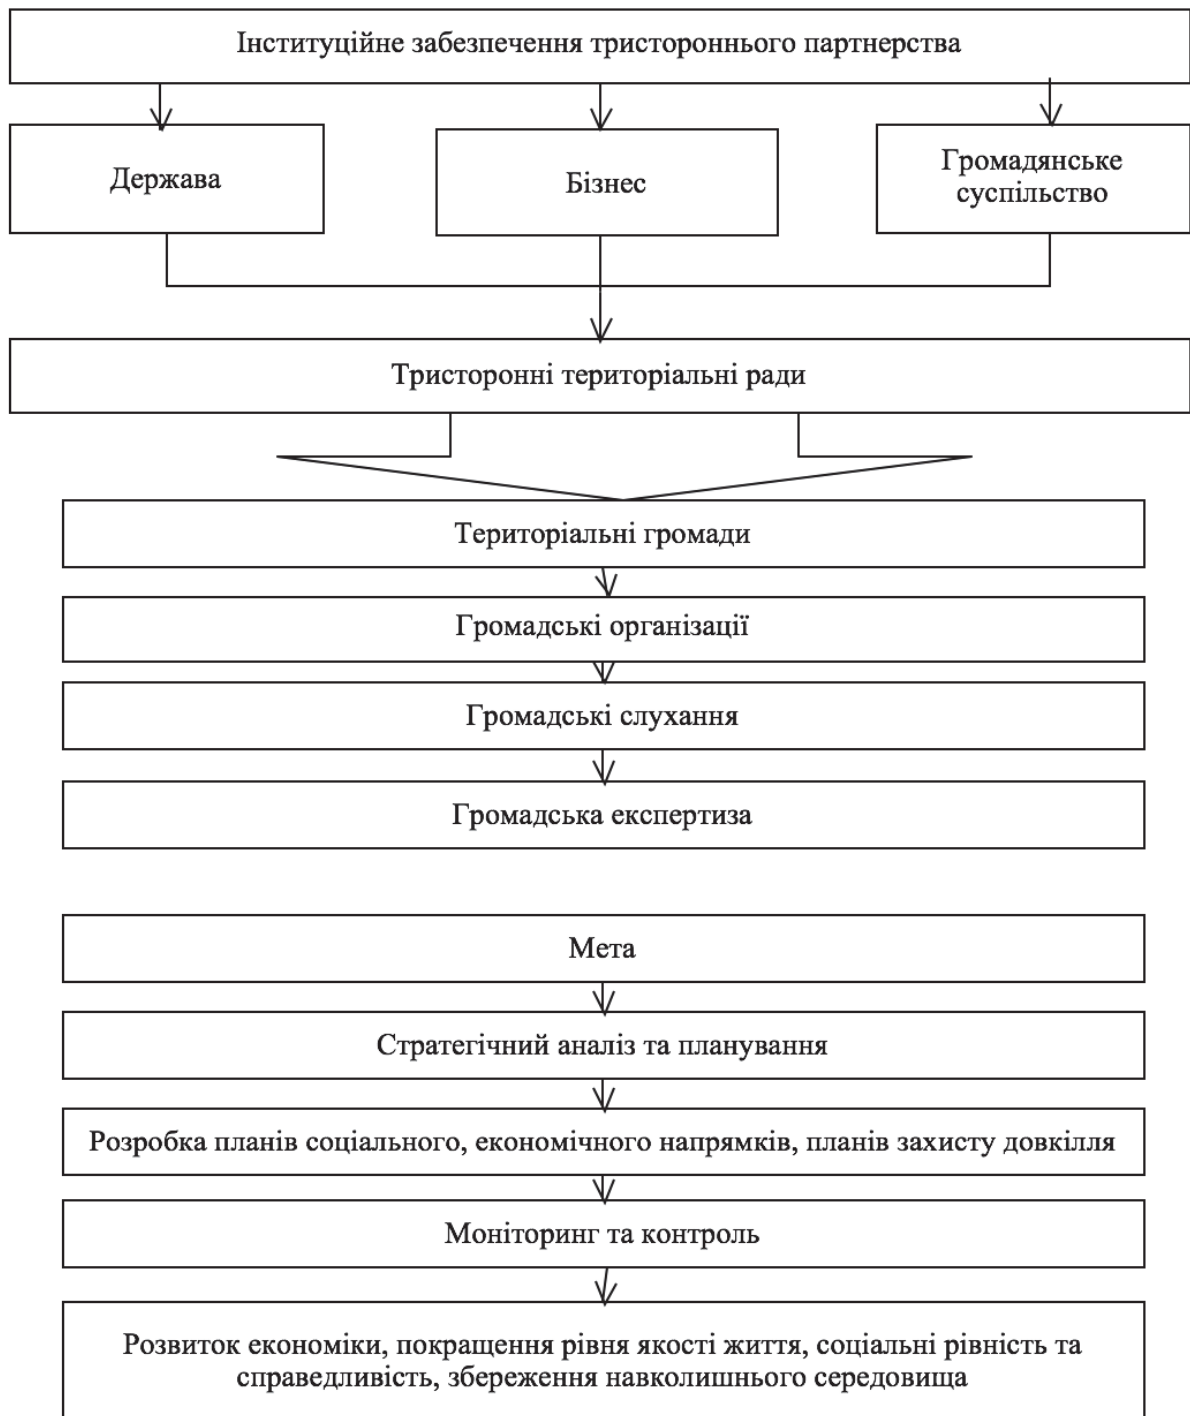 Інституційне забезпечення тристороннього партнерства
Держава
Бізнес
Громадянське
суспільство
Тристоронні територіальні ради
Територіальні громади
Громадські організації
Громадські слухання
Громадська експертиза
Мета
Стратегічний аналіз та планування
Розробка планів соціального, економічного напрямків, планів захисту довкілля
Моніторинг та контроль
Розвиток економіки, покращення рівня якості життя, соціальні рівність та
справедливість, збереження навколишнього середовища